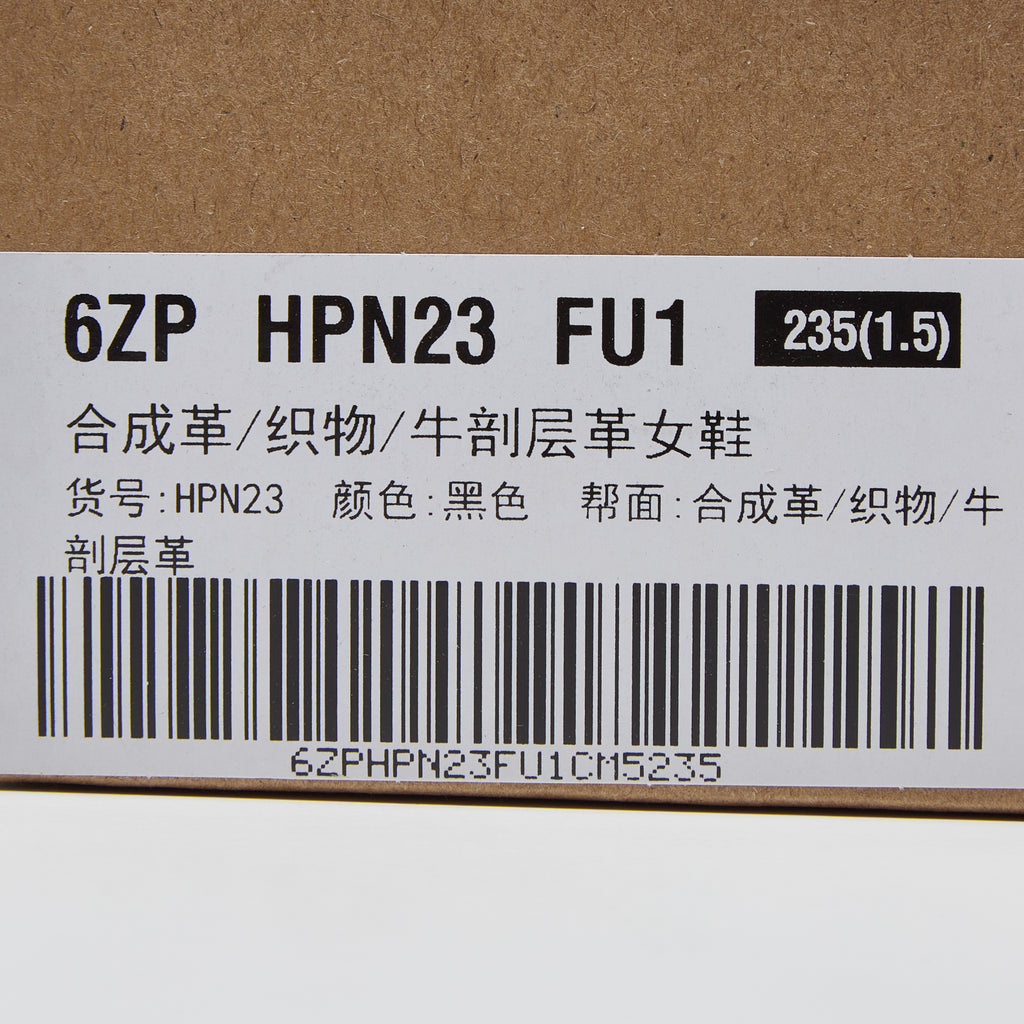 6ZP HPN23 FU1 235(1.5)
合成革/织物/牛剖层革女鞋
货号:HPN23 颜色:黑色 帮面:合成革/织物/牛
剖层革
6ZPHPN23FU1CM5235